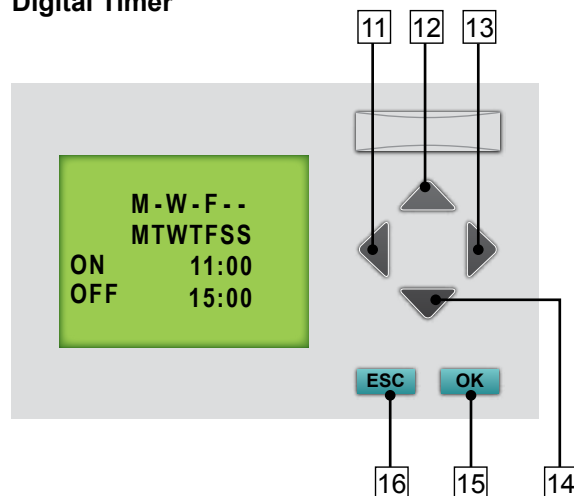 Digital Timer
11 12 13
M-W-F--
MTWTFSS
ON 11:00
OFF 15:00
ESC OK
16 15 14